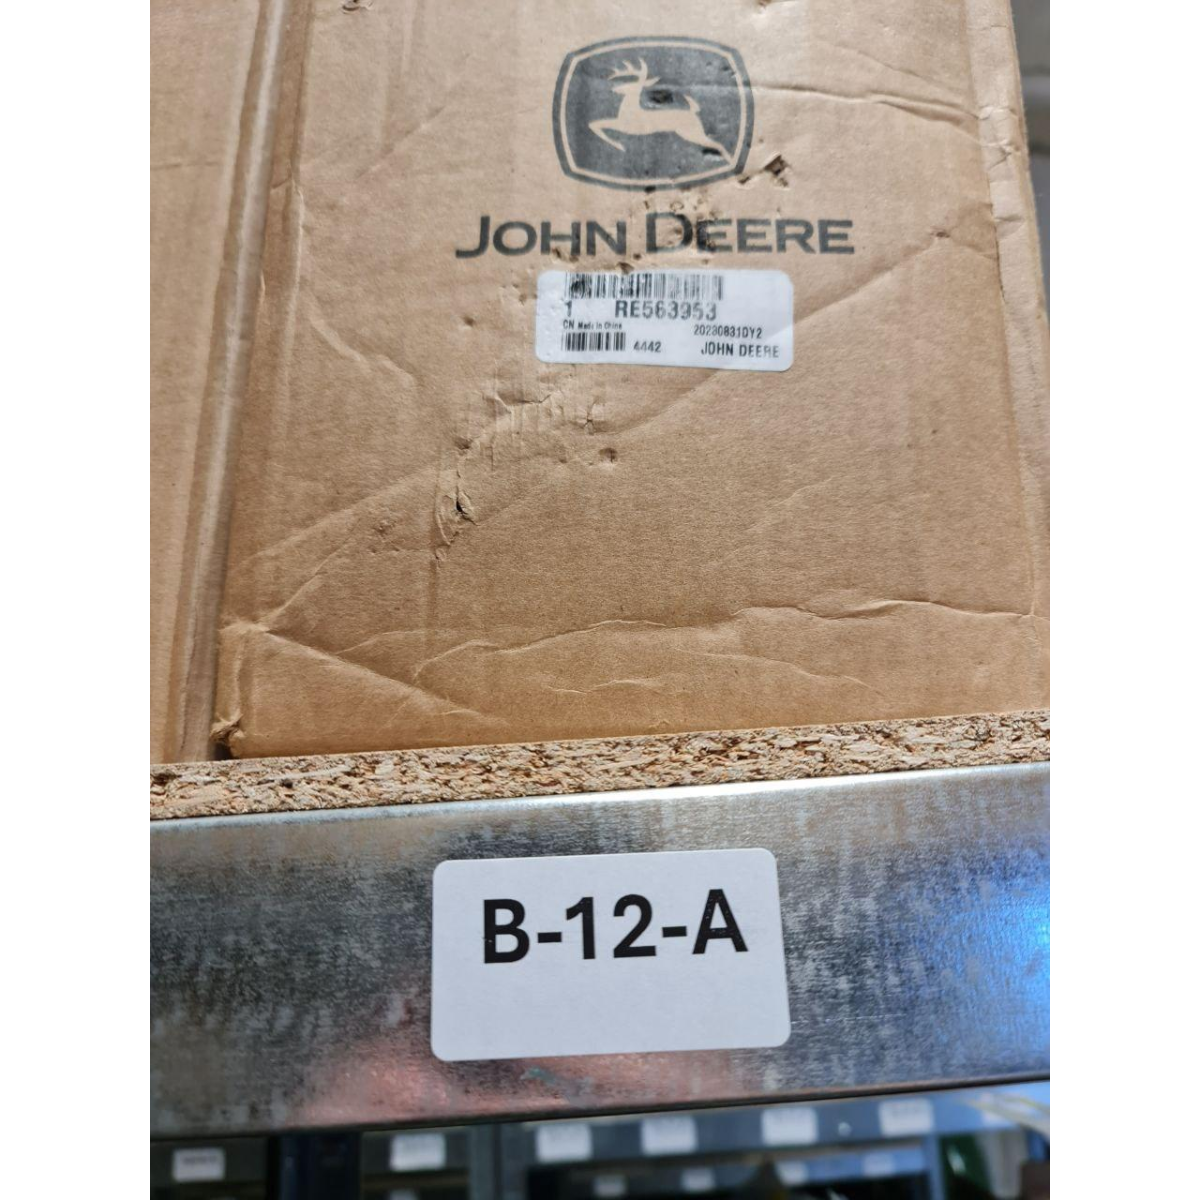 JOHN DEERE
1 RE563953
CN Made in China 20230831DY2
4442 JOHN DEERE
B-12-A